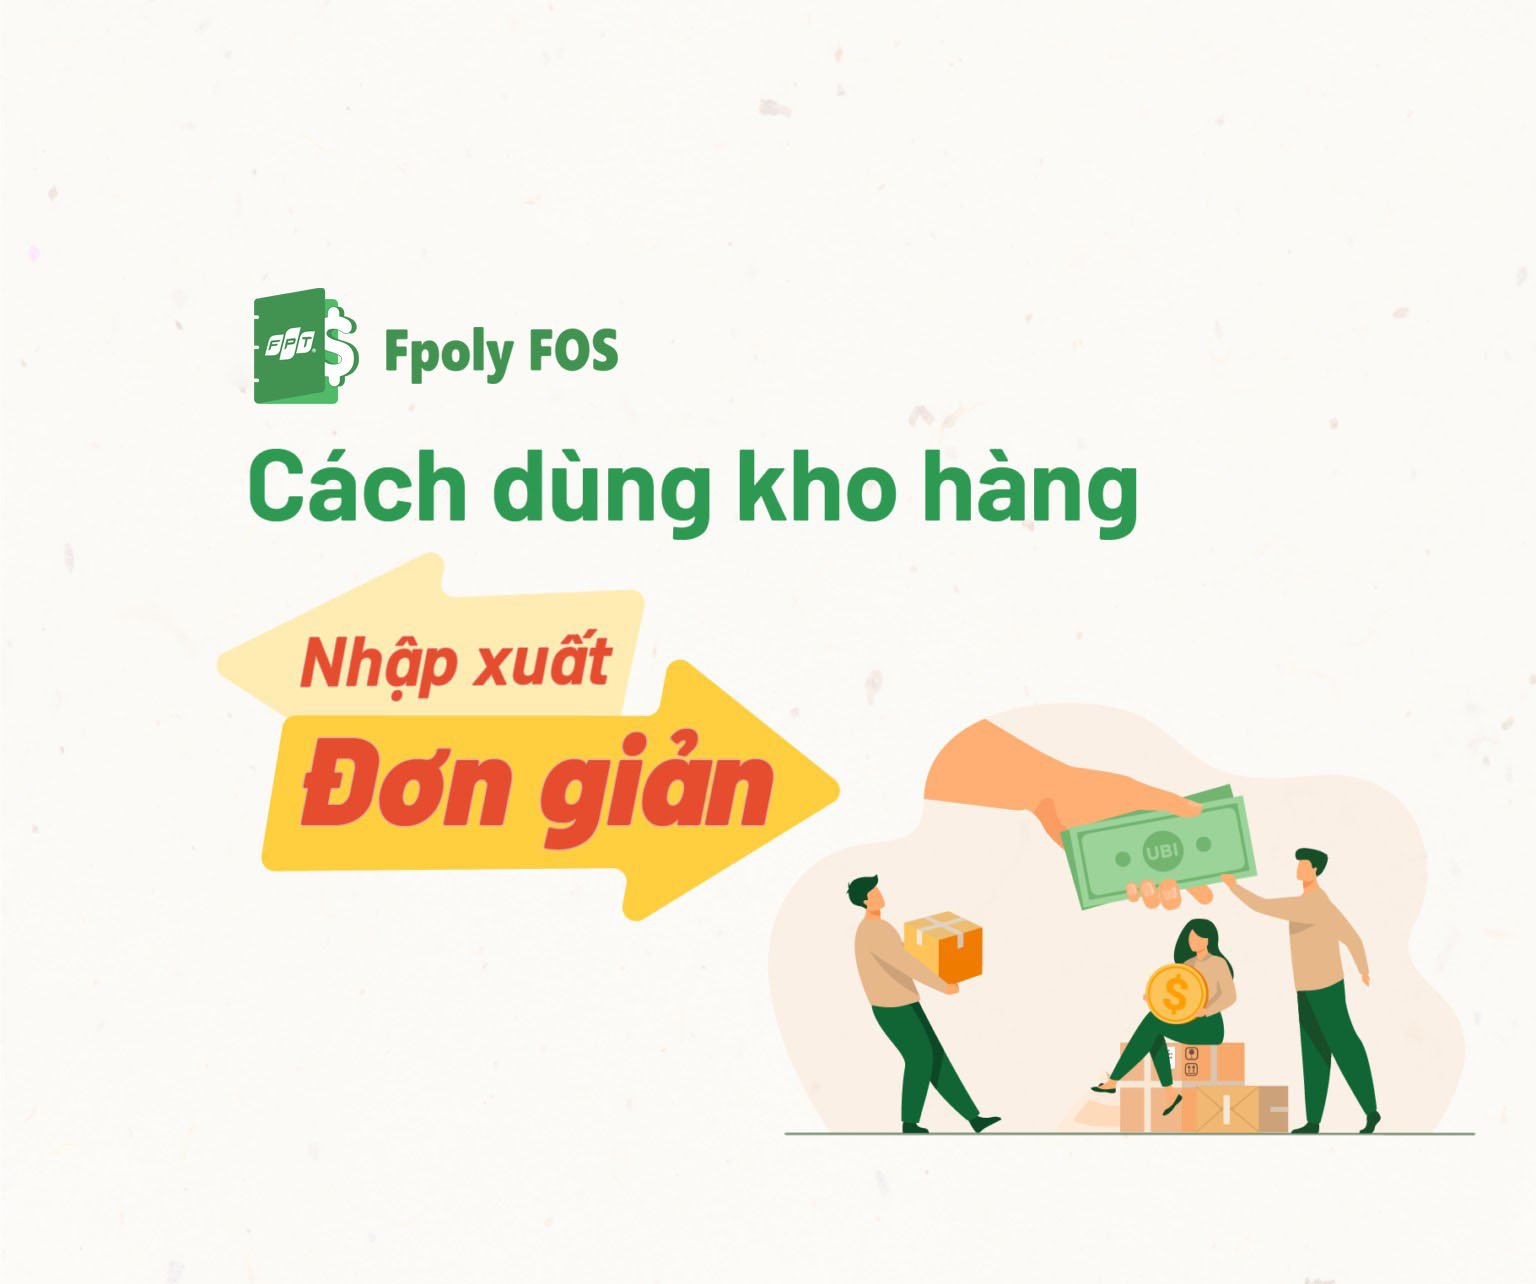 FPT
Fpoly FOS
Cách dùng kho hàng
Nhập xuất
Đơn giản
UBI
$